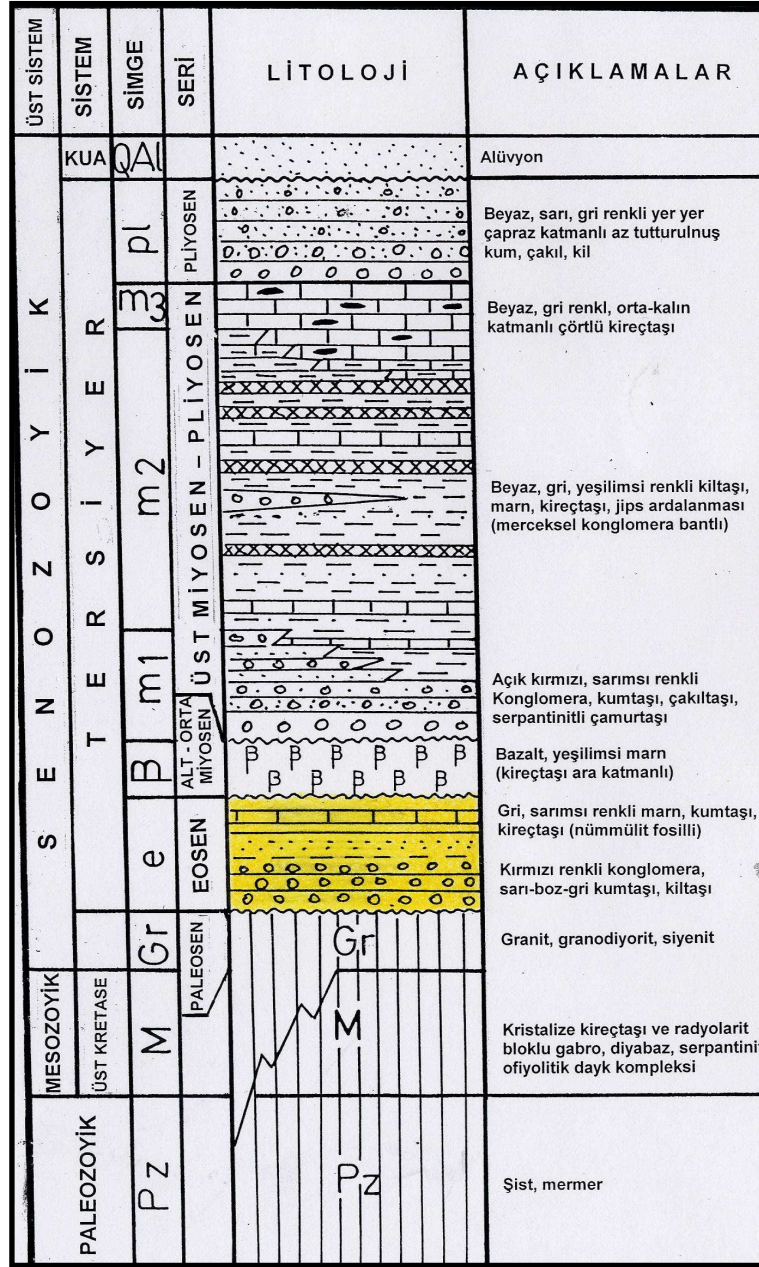 ÜST SİSTEM
SİSTEM
SİMGE
SERİ
LİTOLOJİ
AÇIKLAMALAR
SENOZOYİK
KUA
QAl
Alüvyon
TERSİYER
pl
PLİYOSEN
Beyaz, sarı, gri renkli yer yer
çapraz katmanlı az tutturulnuş
kum, çakıl, kil
m3
ÜST MİYOSEN – PLİYOSEN
Beyaz, gri renkl, orta-kalın
katmanlı çörtlü kireçtaşı
m2
Beyaz, gri, yeşilimsi renkli kiltaşı,
marn, kireçtaşı, jips ardalanması
(merceksel konglomera bantlı)
m1
Açık kırmızı, sarımsı renkli
Konglomera, kumtaşı, çakıltaşı,
serpantinitli çamurtaşı
β
ALT - ORTA
MİYOSEN
β β β β β β
β β β β β
Bazalt, yeşilimsi marn
(kireçtaşı ara katmanlı)
e
EOSEN
Gri, sarımsı renkli marn, kumtaşı,
kireçtaşı (nümmülit fosilli)
Kırmızı renkli konglomera,
sarı-boz-gri kumtaşı, kiltaşı
Gr
PALEOSEN
Gr
Granit, granodiyorit, siyenit
MESOZOYİK
ÜST KRETASE
M
M
Kristalize kireçtaşı ve radyolarit
bloklu gabro, diyabaz, serpantini
ofiyolitik dayk kompleksi
PALEOZOYİK
Pz
Pz
Şist, mermer